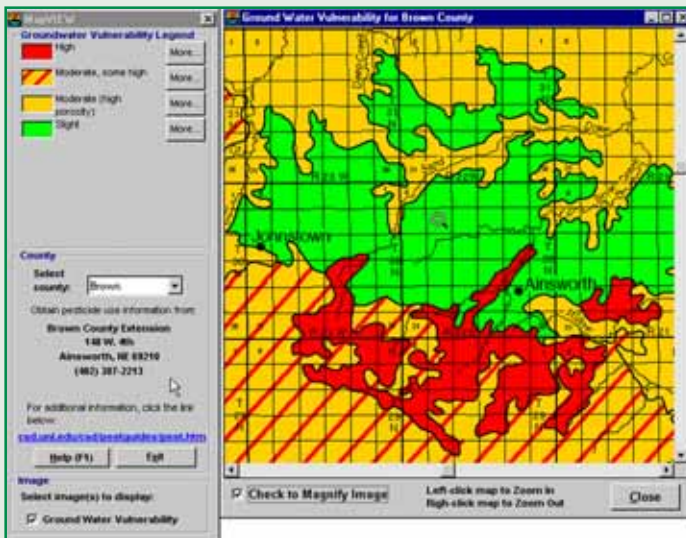 MapVIEW
Groundwater Vulnerability Legend
High
More...
Moderate, some high
More...
Moderate (high
porosity)
More...
Slight
More...
County
Select
county:
Brown
Obtain pesticide use information from:
Brown County Extension
148 W. 4th
Ainsworth, NE 69210
(402) 387-2213
For additional information, click the link
below:
Help (F1)
Exit
Image
Select image(s) to display:
Ground Water Vulnerability
Ground Water Vulnerability for Brown County
Johnstown
Ainsworth
Check to Magnify Image
Left-click map to Zoom in
Righ-click map to Zoom Out
Close